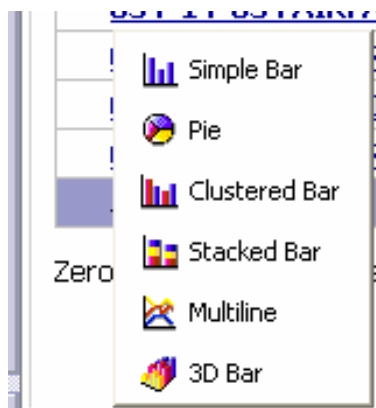 Simple Bar
Pie
Clustered Bar
Stacked Bar
Zero
Multiline
3D Bar